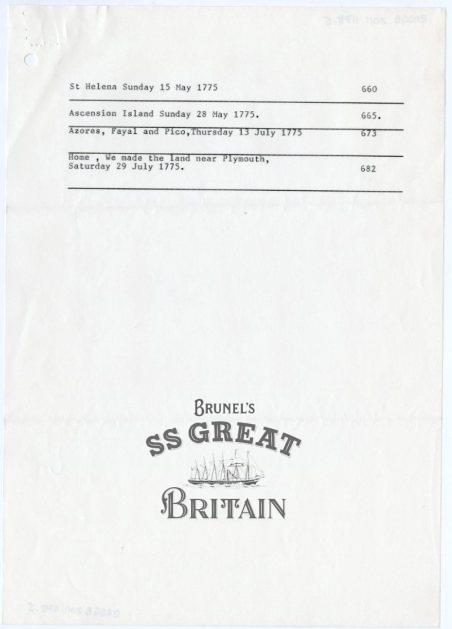 St Helena Sunday 15 May 1775 660
Ascension Island Sunday 28 May 1775. 665.
Azores, Fayal and Pico,Thursday 13 July 1775 673
Home , We made the land near Plymouth,
Saturday 29 July 1775. 682
BRUNEL'S
SS GREAT
BRITAIN